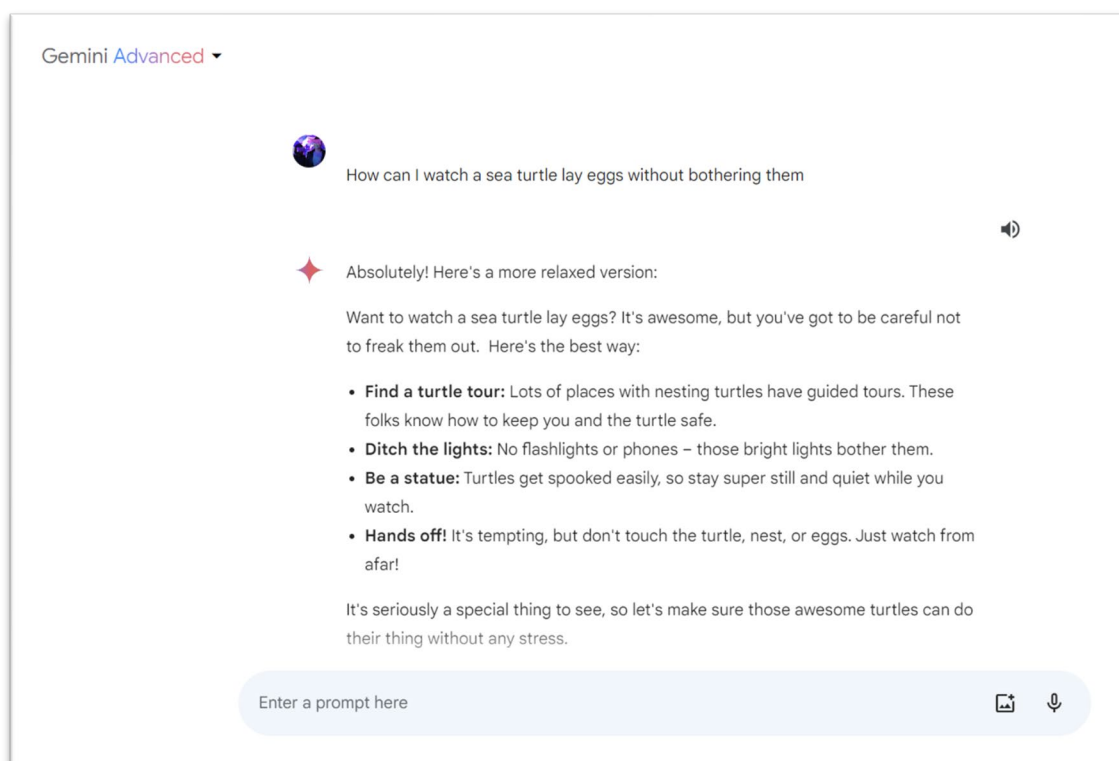 Gemini Advanced
How can I watch a sea turtle lay eggs without bothering them
Absolutely! Here's a more relaxed version:
Want to watch a sea turtle lay eggs? It's awesome, but you've got to be careful not
to freak them out.  Here's the best way:
• Find a turtle tour: Lots of places with nesting turtles have guided tours. These
folks know how to keep you and the turtle safe.
• Ditch the lights: No flashlights or phones – those bright lights bother them.
• Be a statue: Turtles get spooked easily, so stay super still and quiet while you
watch.
• Hands off! It's tempting, but don't touch the turtle, nest, or eggs. Just watch from
afar!
It's seriously a special thing to see, so let's make sure those awesome turtles can do
their thing without any stress.
Enter a prompt here